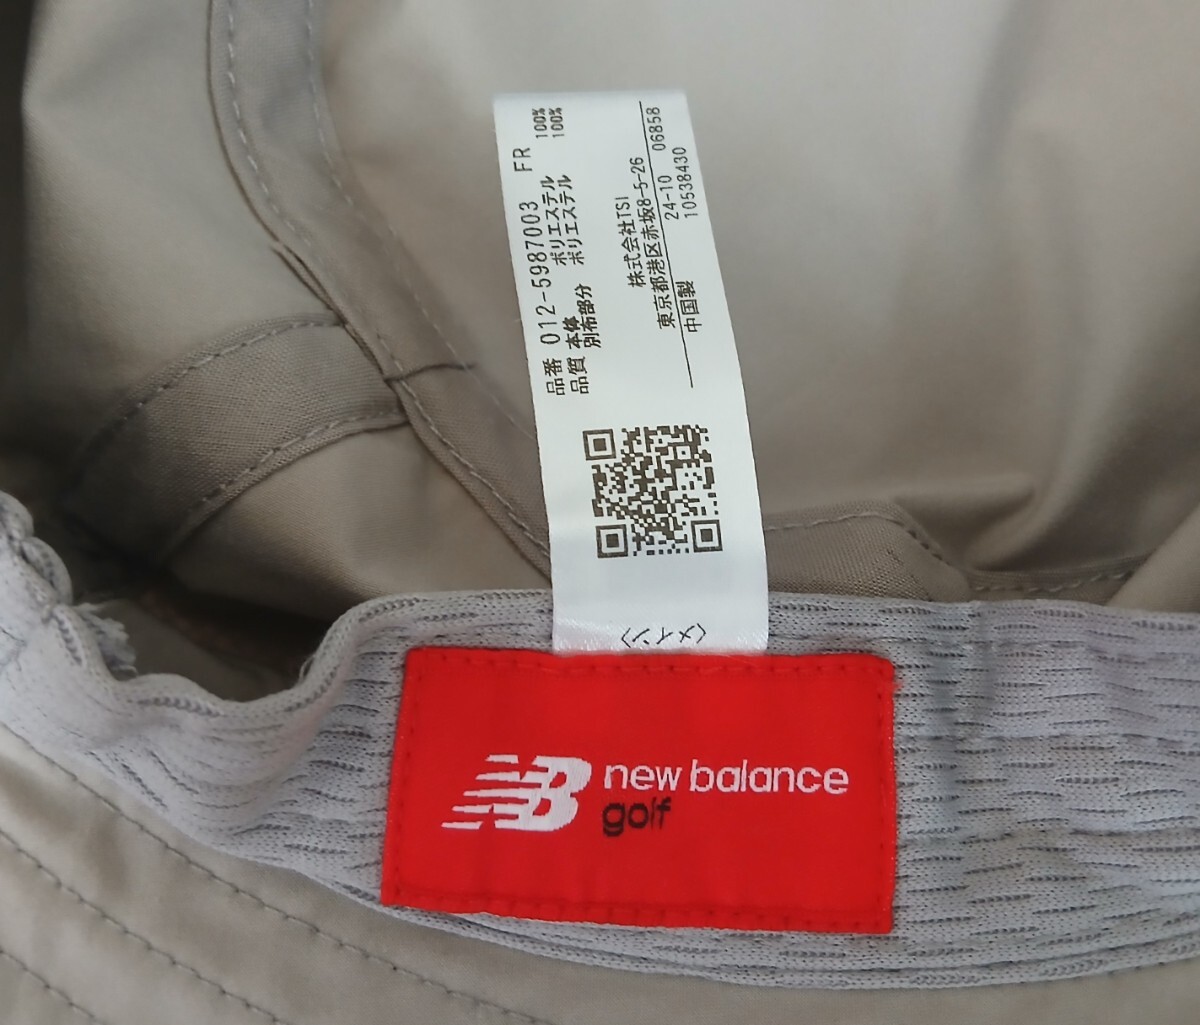 品番 012-5987003 FR
品質 本体 ポリエステル 100%
別布部分 ポリエステル 100%
株式会社TSI
東京都港区赤坂8-5-26
24-10 06858
中国製 10538430
〈メイン〉
NB new balance
golf